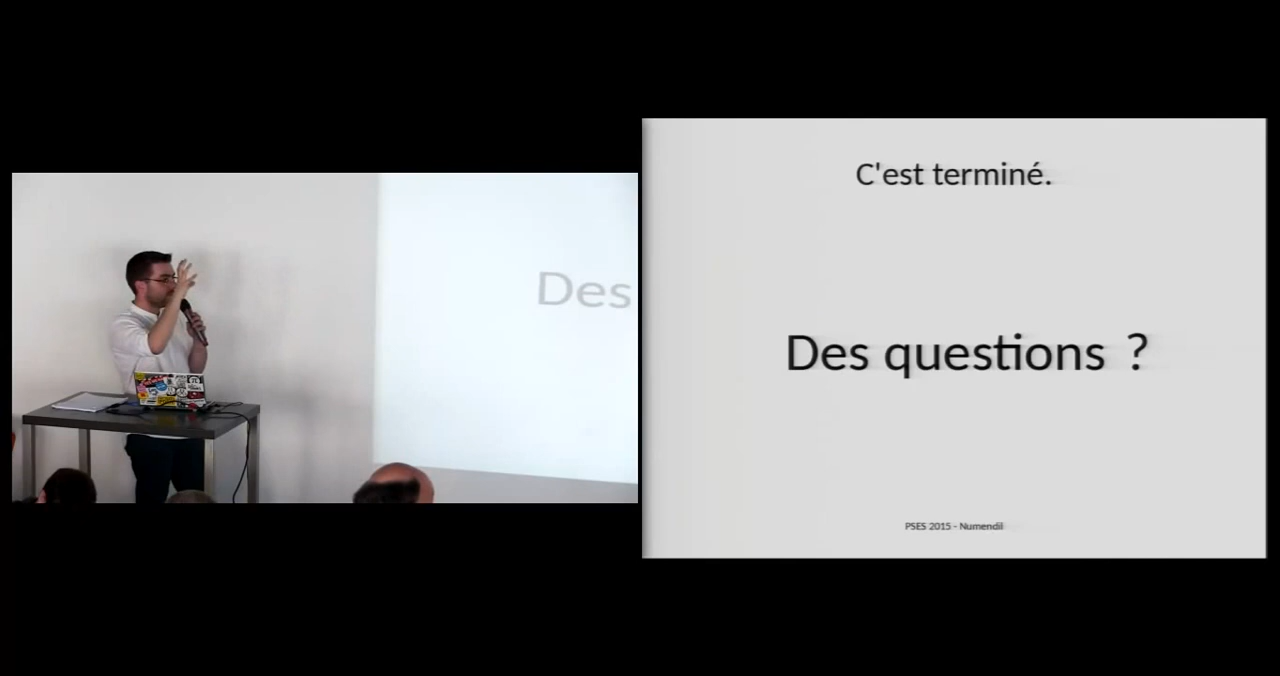 Des
C'est terminé.
Des questions ?
PSES 2015 - Numendil